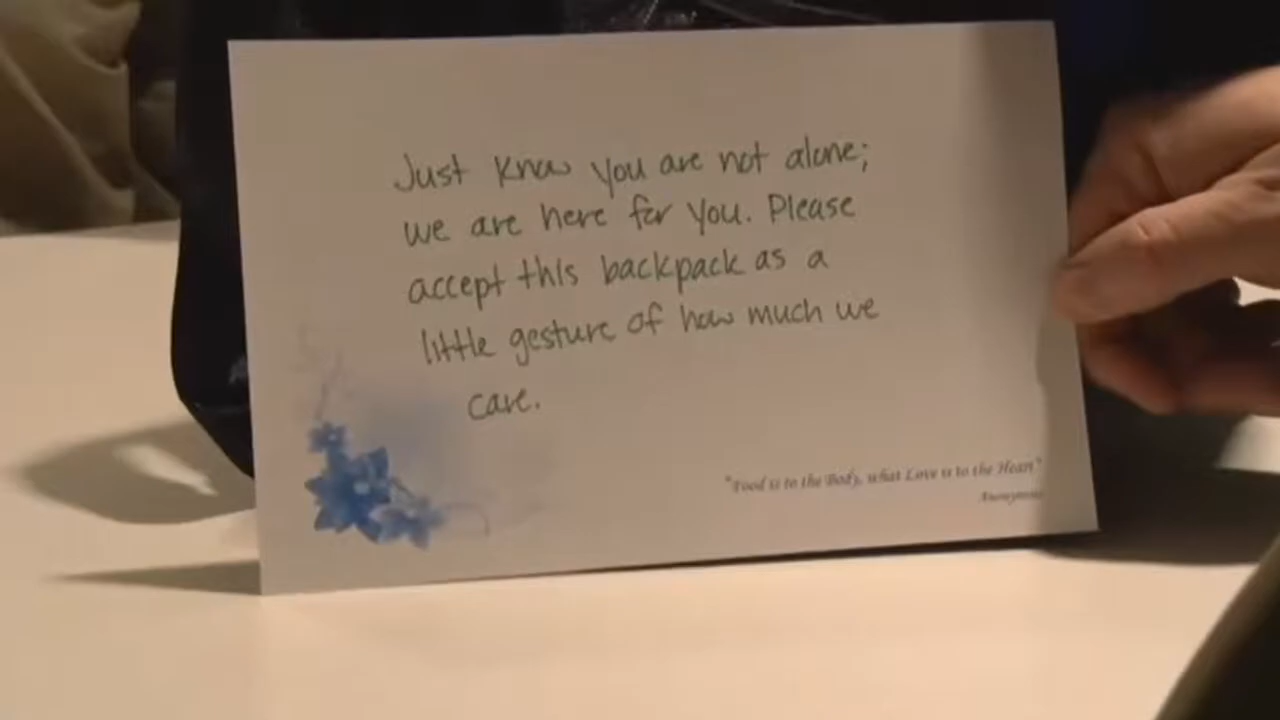 Just know you are not alone;
we are here for you. Please
accept this backpack as a
little gesture of how much we
care.
"Food is to the Body, what Love is to the Heart"
Anonymous